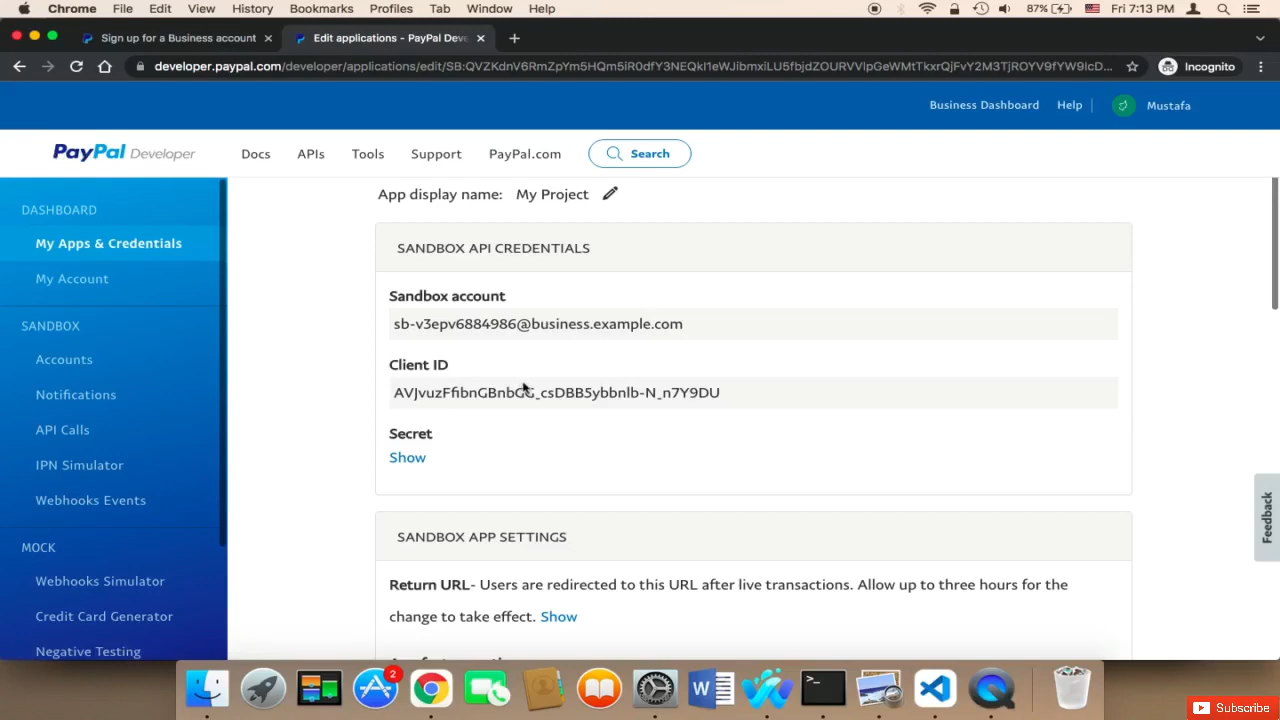 Chrome File Edit View History Bookmarks Profiles Tab Window Help 87% Fri 7:13 PM
Sign up for a Business account Edit applications - PayPal Deve
developer.paypal.com/developer/applications/edit/SB:QVZKdnV6RmZpYm5HQm5iR0dfY3NEQkI1eWJibmxiLU5fbjdZOURVVlpGeWMtTkxrQjFvY2M3TjROYV9fYW9IcD... Incognito
Business Dashboard Help Mustafa
PayPal Developer Docs APIs Tools Support PayPal.com Search
DASHBOARD
My Apps & Credentials
My Account
SANDBOX
Accounts
Notifications
API Calls
IPN Simulator
Webhooks Events
MOCK
Webhooks Simulator
Credit Card Generator
Negative Testing
App display name: My Project
SANDBOX API CREDENTIALS
Sandbox account
sb-v3epv6884986@business.example.com
Client ID
AVJvuzFfibnGBnbGG_csDBB5ybbnlb-N_n7Y9DU
Secret
Show
SANDBOX APP SETTINGS
Return URL- Users are redirected to this URL after live transactions. Allow up to three hours for the
change to take effect. Show
Feedback
2
Subscribe